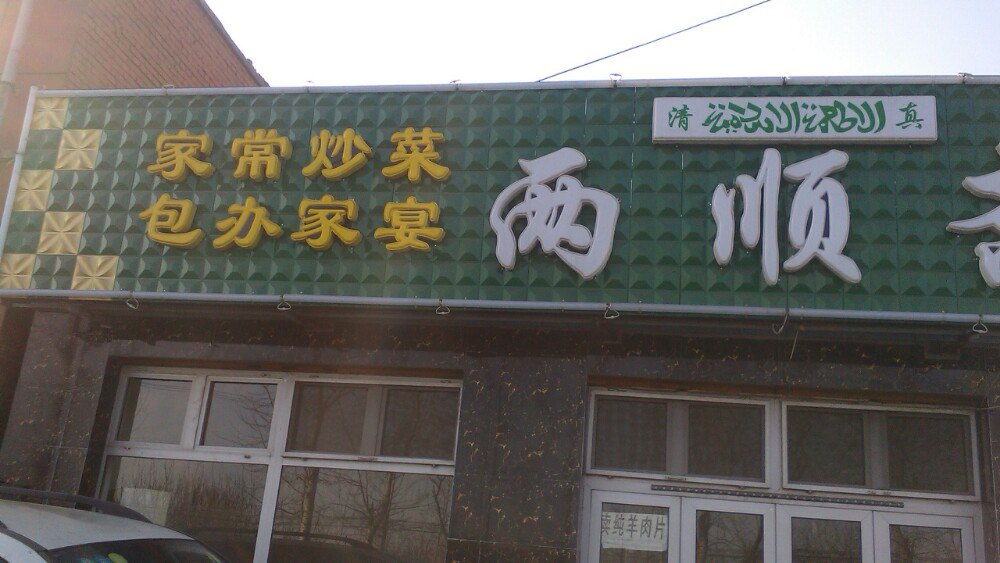 家常炒菜
包办家宴
清 真
两顺
卖纯羊肉片